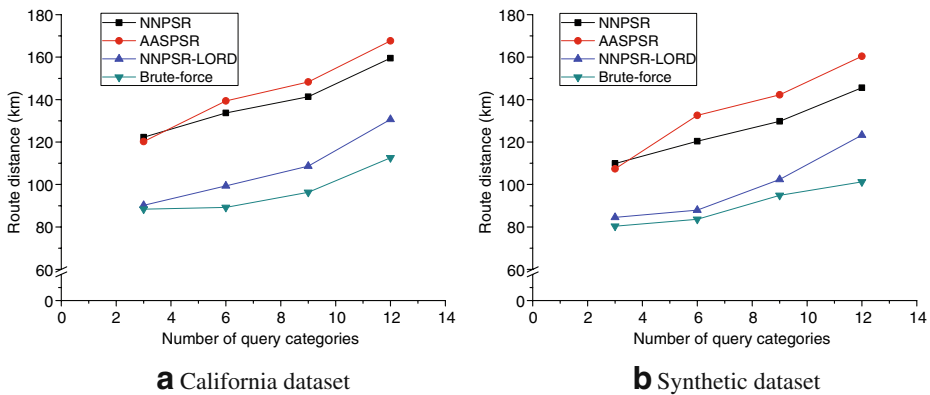 NNPSR
AASPSR
NNPSR-LORD
Brute-force
Route distance (km)
180
160
140
120
100
80
60
0
0 2 4 6 8 10 12 14
Number of query categories
a California dataset
NNPSR
AASPSR
NNPSR-LORD
Brute-force
Route distance (km)
180
160
140
120
100
80
60
0
0 2 4 6 8 10 12 14
Number of query categories
b Synthetic dataset